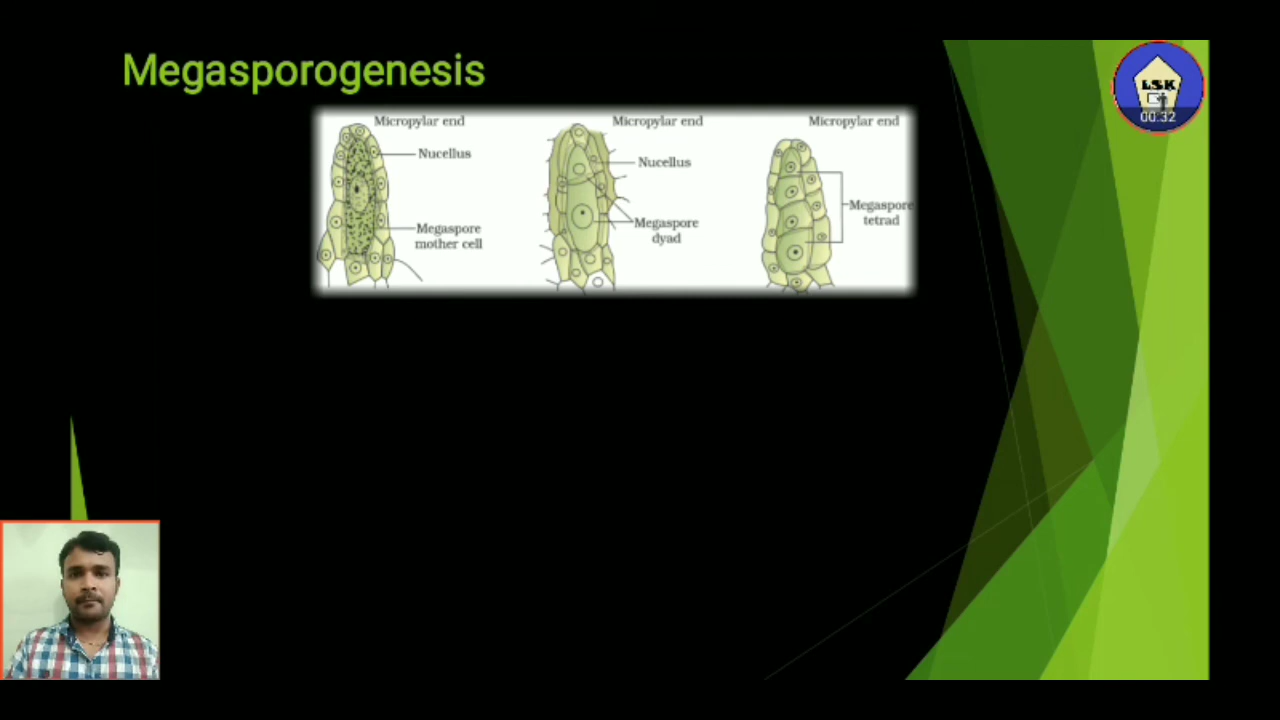 Megasporogenesis
LSK
00:32
Micropylar end
Nucellus
Megaspore
mother cell
Micropylar end
Nucellus
Megaspore
dyad
Micropylar end
Megaspore
tetrad